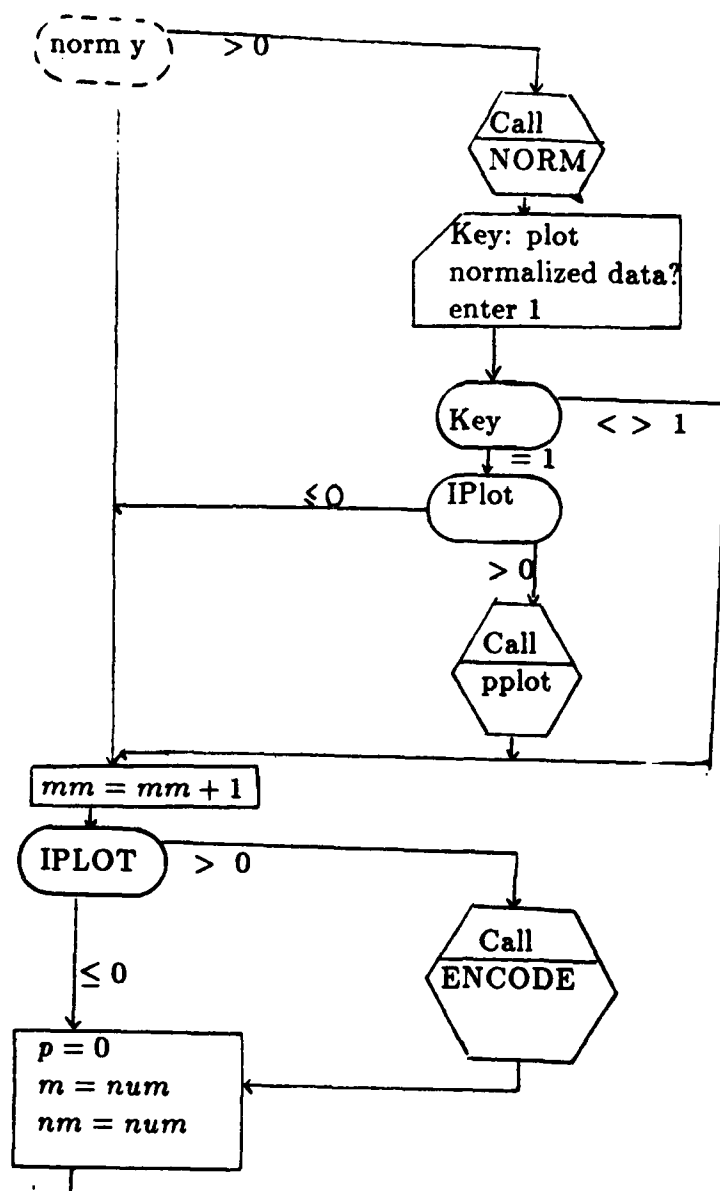 norm y
> 0
Call
NORM
Key: plot
normalized data?
enter 1
Key
< > 1
= 1
IPlot
≤0
> 0
Call
pplot
mm = mm + 1
IPLOT
> 0
Call
ENCODE
≤ 0
p = 0
m = num
nm = num